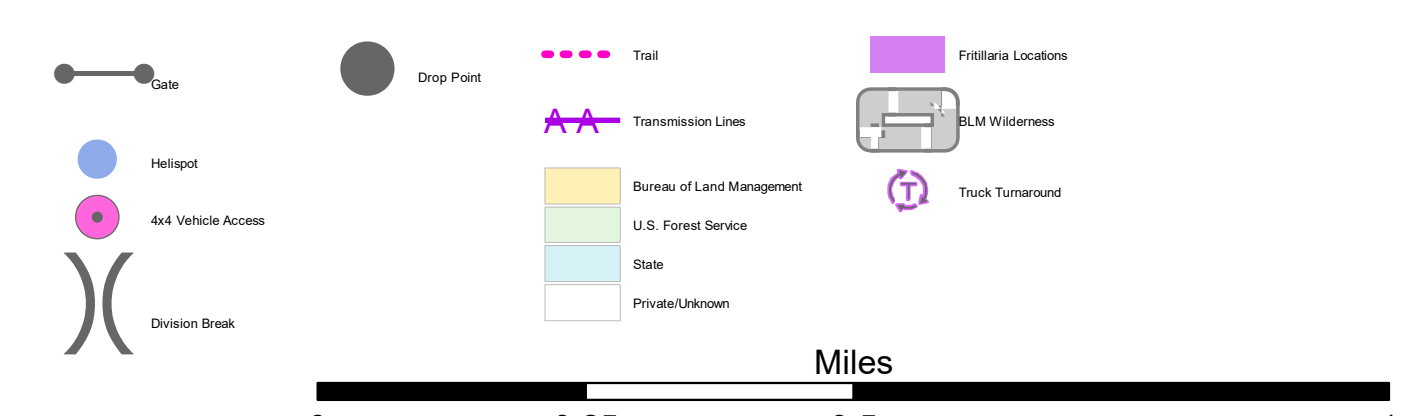 Gate
Helispot
4x4 Vehicle Access
Division Break
Drop Point
Trail
A A
Transmission Lines
Bureau of Land Management
U.S. Forest Service
State
Private/Unknown
Fritillaria Locations
BLM Wilderness
T
Truck Turnaround
Miles